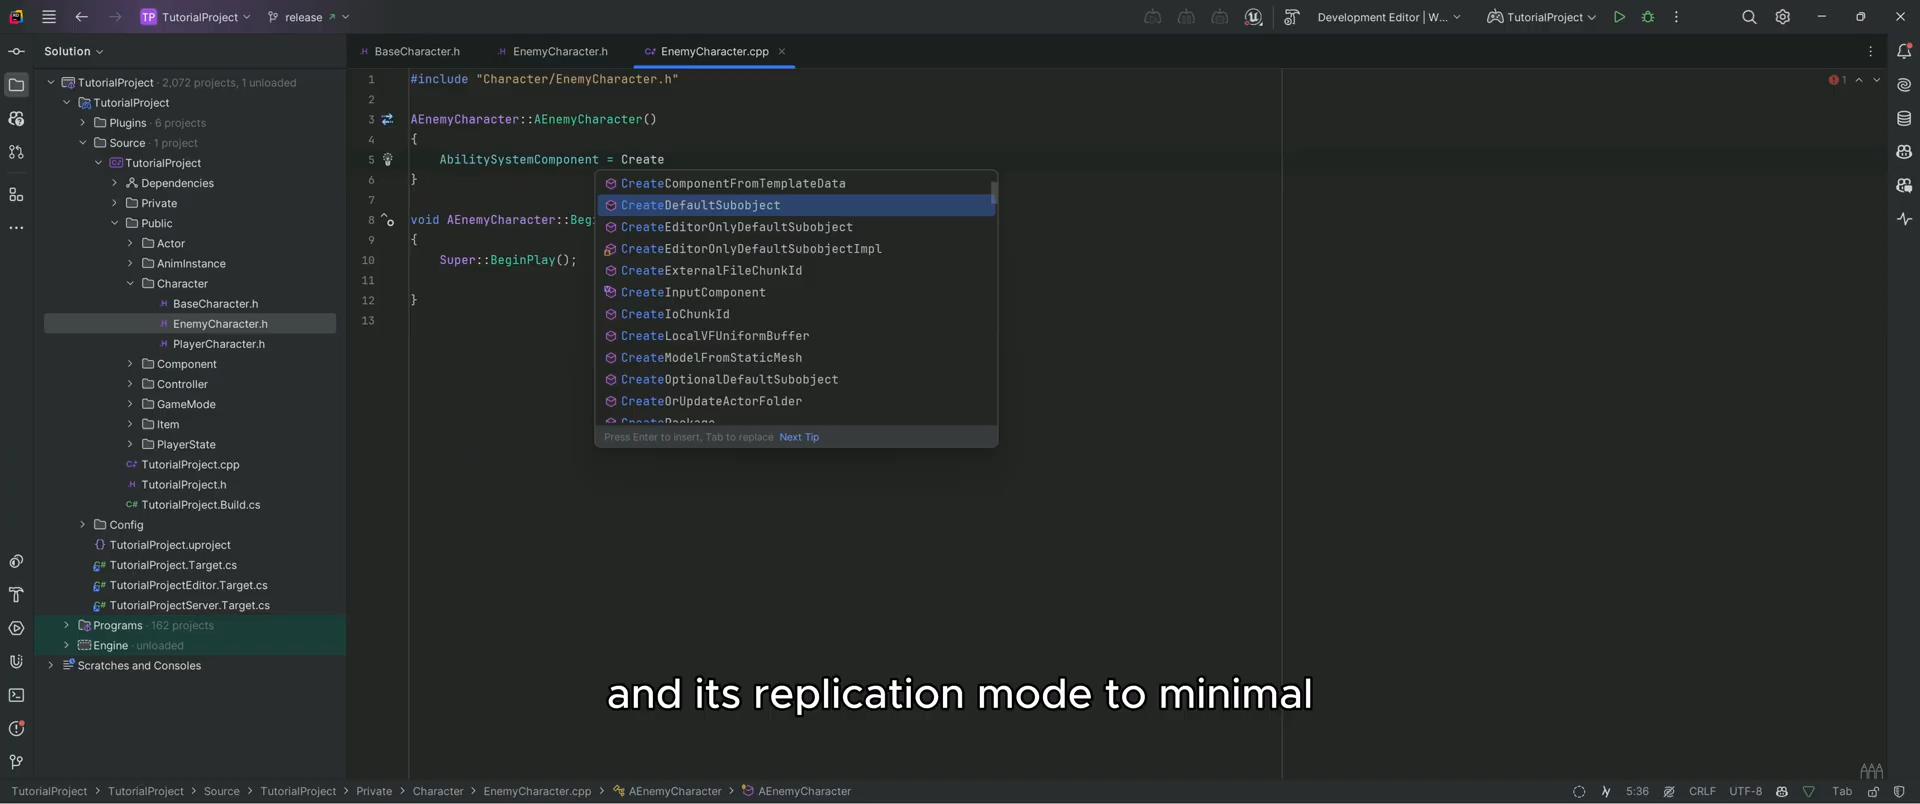 TP TutorialProject release Development Editor | W... TutorialProject
Solution
BaseCharacter.h EnemyCharacter.h EnemyCharacter.cpp
TutorialProject · 2,072 projects, 1 unloaded
TutorialProject
Plugins · 6 projects
Source · 1 project
TutorialProject
Dependencies
Private
Public
Actor
AnimInstance
Character
BaseCharacter.h
EnemyCharacter.h
PlayerCharacter.h
Component
Controller
GameMode
Item
PlayerState
TutorialProject.cpp
TutorialProject.h
TutorialProject.Build.cs
Config
TutorialProject.uproject
TutorialProject.Target.cs
TutorialProjectEditor.Target.cs
TutorialProjectServer.Target.cs
Programs · 162 projects
Engine · unloaded
Scratches and Consoles
1 #include "Character/EnemyCharacter.h"
2
3 AEnemyCharacter::AEnemyCharacter()
4 {
5 AbilitySystemComponent = Create
6 }
7
8 void AEnemyCharacter::Begi
9 {
10 Super::BeginPlay();
11
12 }
13
1
CreateComponentFromTemplateData
CreateDefaultSubobject
CreateEditorOnlyDefaultSubobject
CreateEditorOnlyDefaultSubobjectImpl
CreateExternalFileChunkId
CreateInputComponent
CreateIoChunkId
CreateLocalVFUniformBuffer
CreateModelFromStaticMesh
CreateOptionalDefaultSubobject
CreateOrUpdateActorFolder
CreatePackage
Press Enter to insert, Tab to replace Next Tip
and its replication mode to minimal
TutorialProject > TutorialProject > Source > TutorialProject > Private > Character > EnemyCharacter.cpp > AEnemyCharacter > AEnemyCharacter 5:36 CRLF UTF-8 Tab